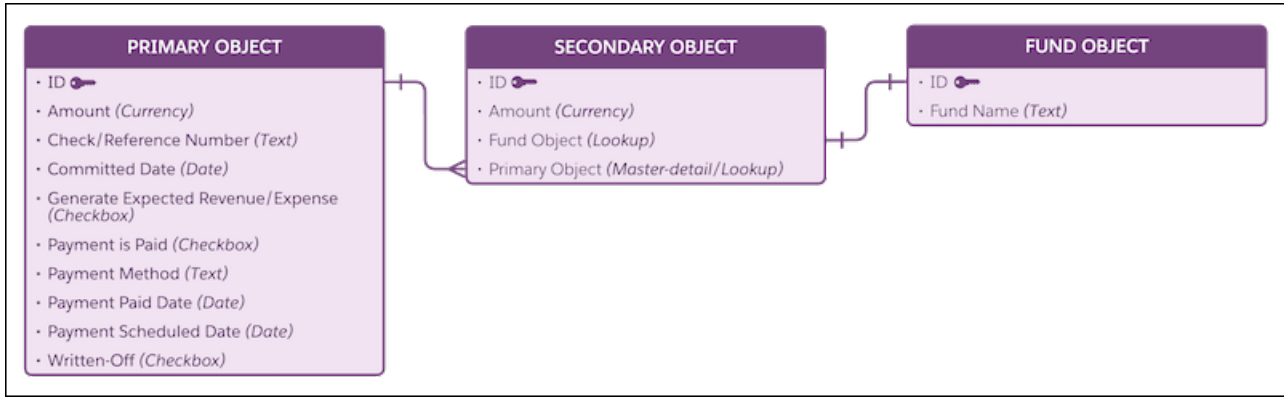 PRIMARY OBJECT
· ID
· Amount (Currency)
· Check/Reference Number (Text)
· Committed Date (Date)
· Generate Expected Revenue/Expense
(Checkbox)
· Payment is Paid (Checkbox)
· Payment Method (Text)
· Payment Paid Date (Date)
· Payment Scheduled Date (Date)
· Written-Off (Checkbox)
SECONDARY OBJECT
· ID
· Amount (Currency)
· Fund Object (Lookup)
· Primary Object (Master-detail/Lookup)
FUND OBJECT
· ID
· Fund Name (Text)